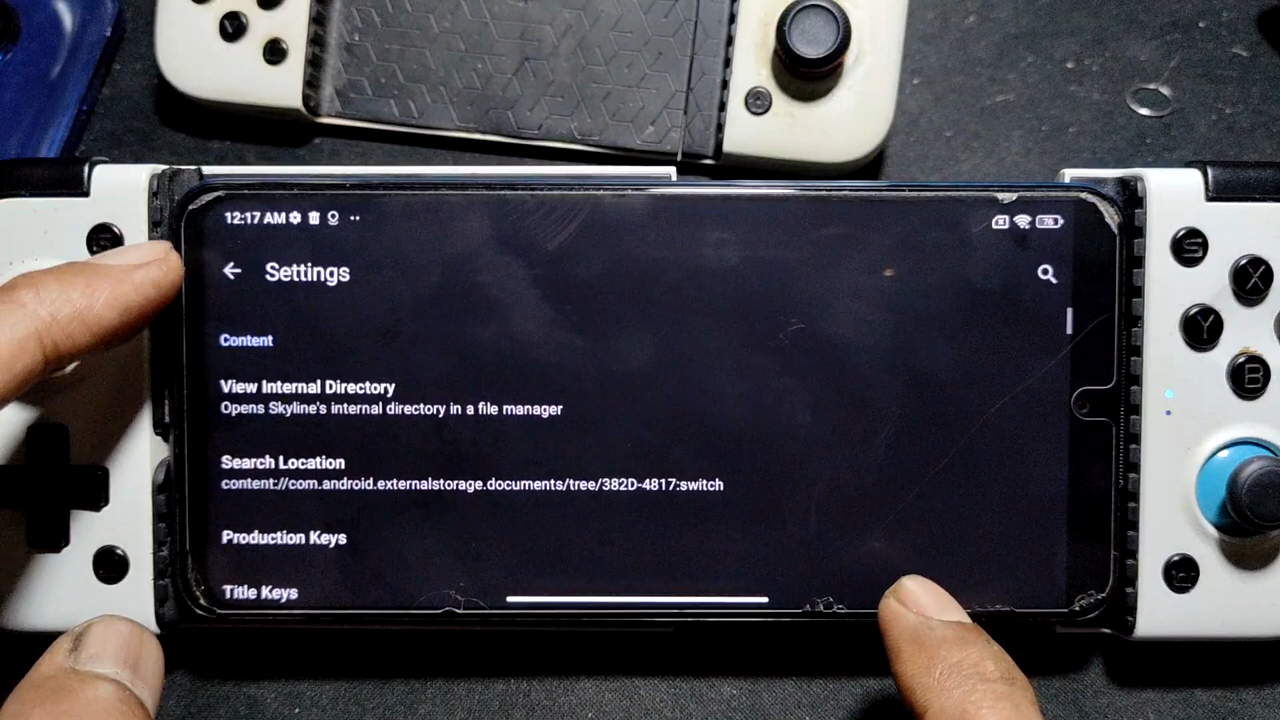 12:17 AM
76
Settings
Content
View Internal Directory
Opens Skyline's internal directory in a file manager
Search Location
content://com.android.externalstorage.documents/tree/382D-4817:switch
Production Keys
Title Keys
S
X
Y
B